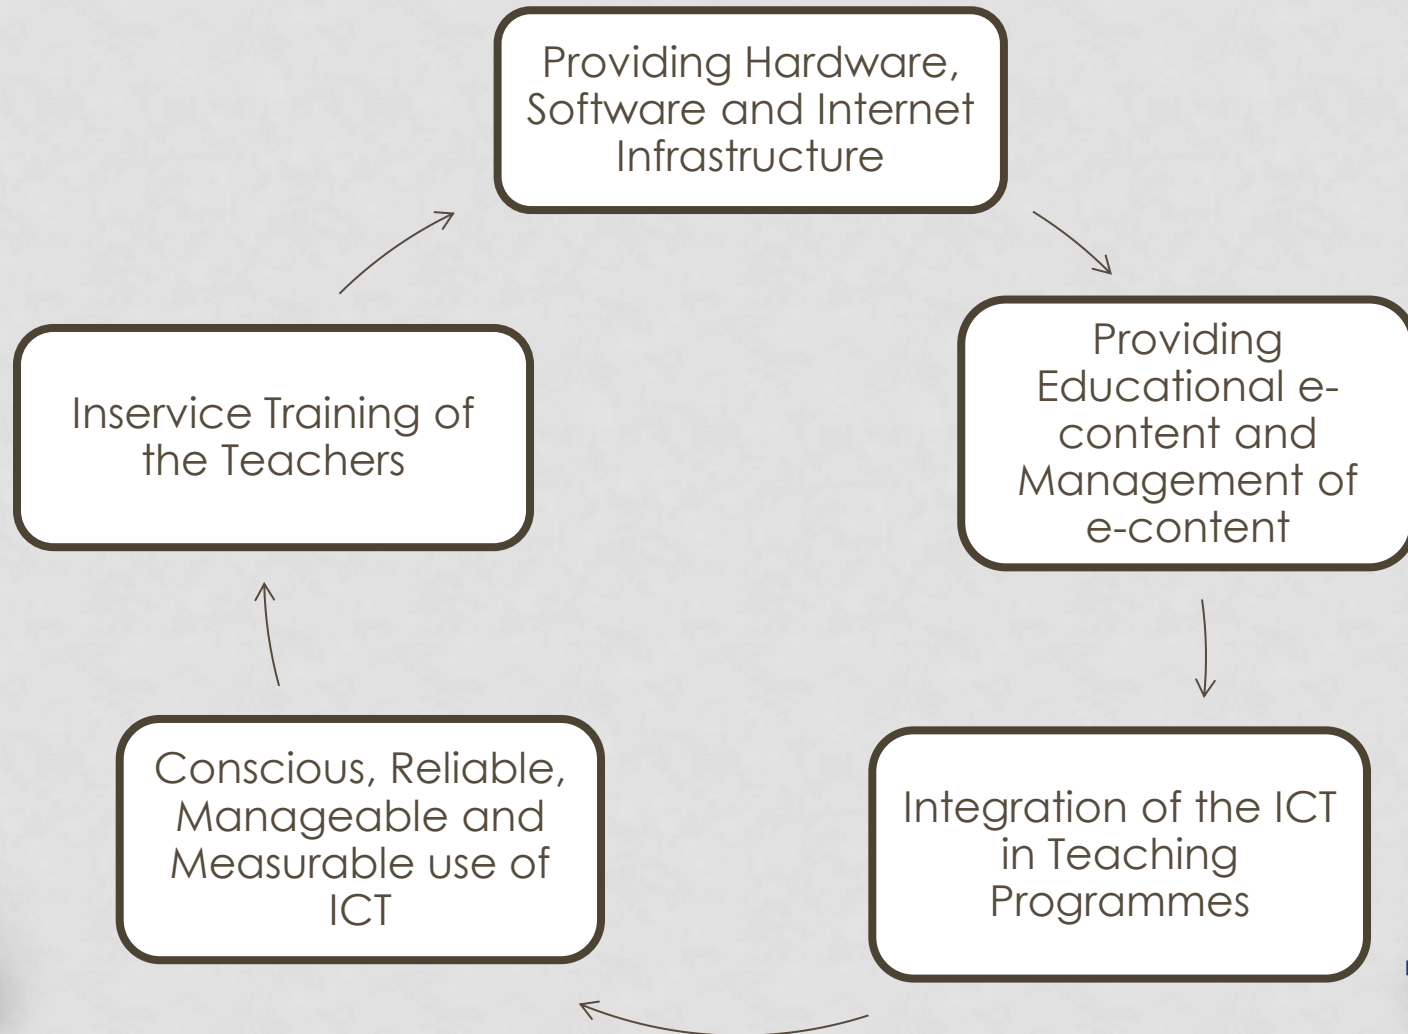 Providing Hardware,
Software and Internet
Infrastructure
Providing
Educational e-
content and
Management of
e-content
Integration of the ICT
in Teaching
Programmes
Conscious, Reliable,
Manageable and
Measurable use of
ICT
Inservice Training of
the Teachers